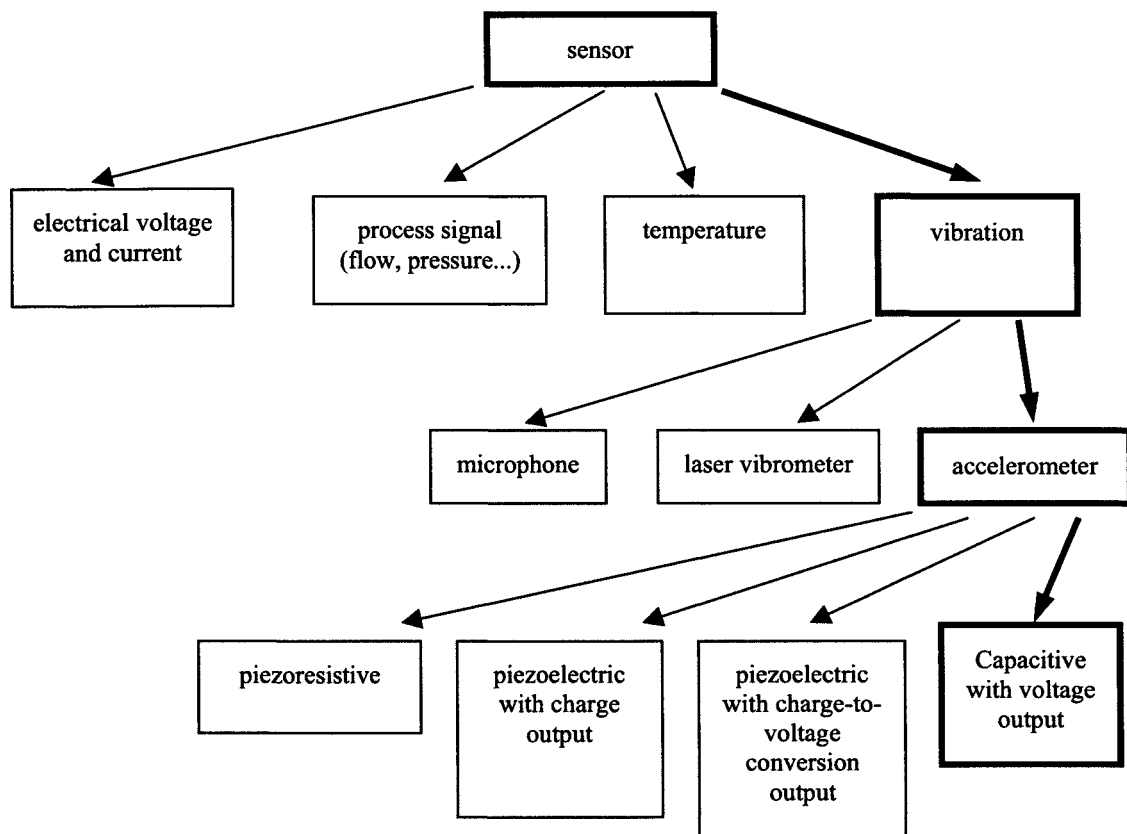 sensor
electrical voltage
and current
process signal
(flow, pressure...)
temperature
vibration
microphone
laser vibrometer
accelerometer
piezoresistive
piezoelectric
with charge
output
piezoelectric
with charge-to-
voltage
conversion
output
Capacitive
with voltage
output